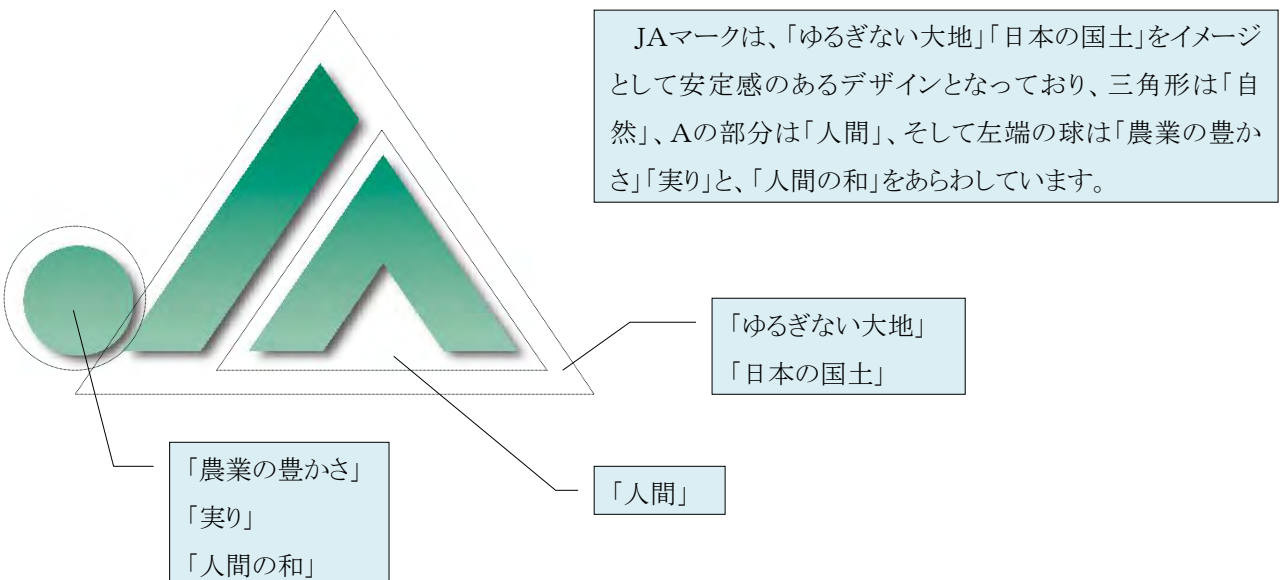 JAマークは、「ゆるぎない大地」「日本の国土」をイメージ
として安定感のあるデザインとなっており、三角形は「自
然」、Aの部分は「人間」、そして左端の球は「農業の豊か
さ」「実り」と、「人間の和」をあらわしています。
JA
「ゆるぎない大地」
「日本の国土」
「人間」
「農業の豊かさ」
「実り」
「人間の和」